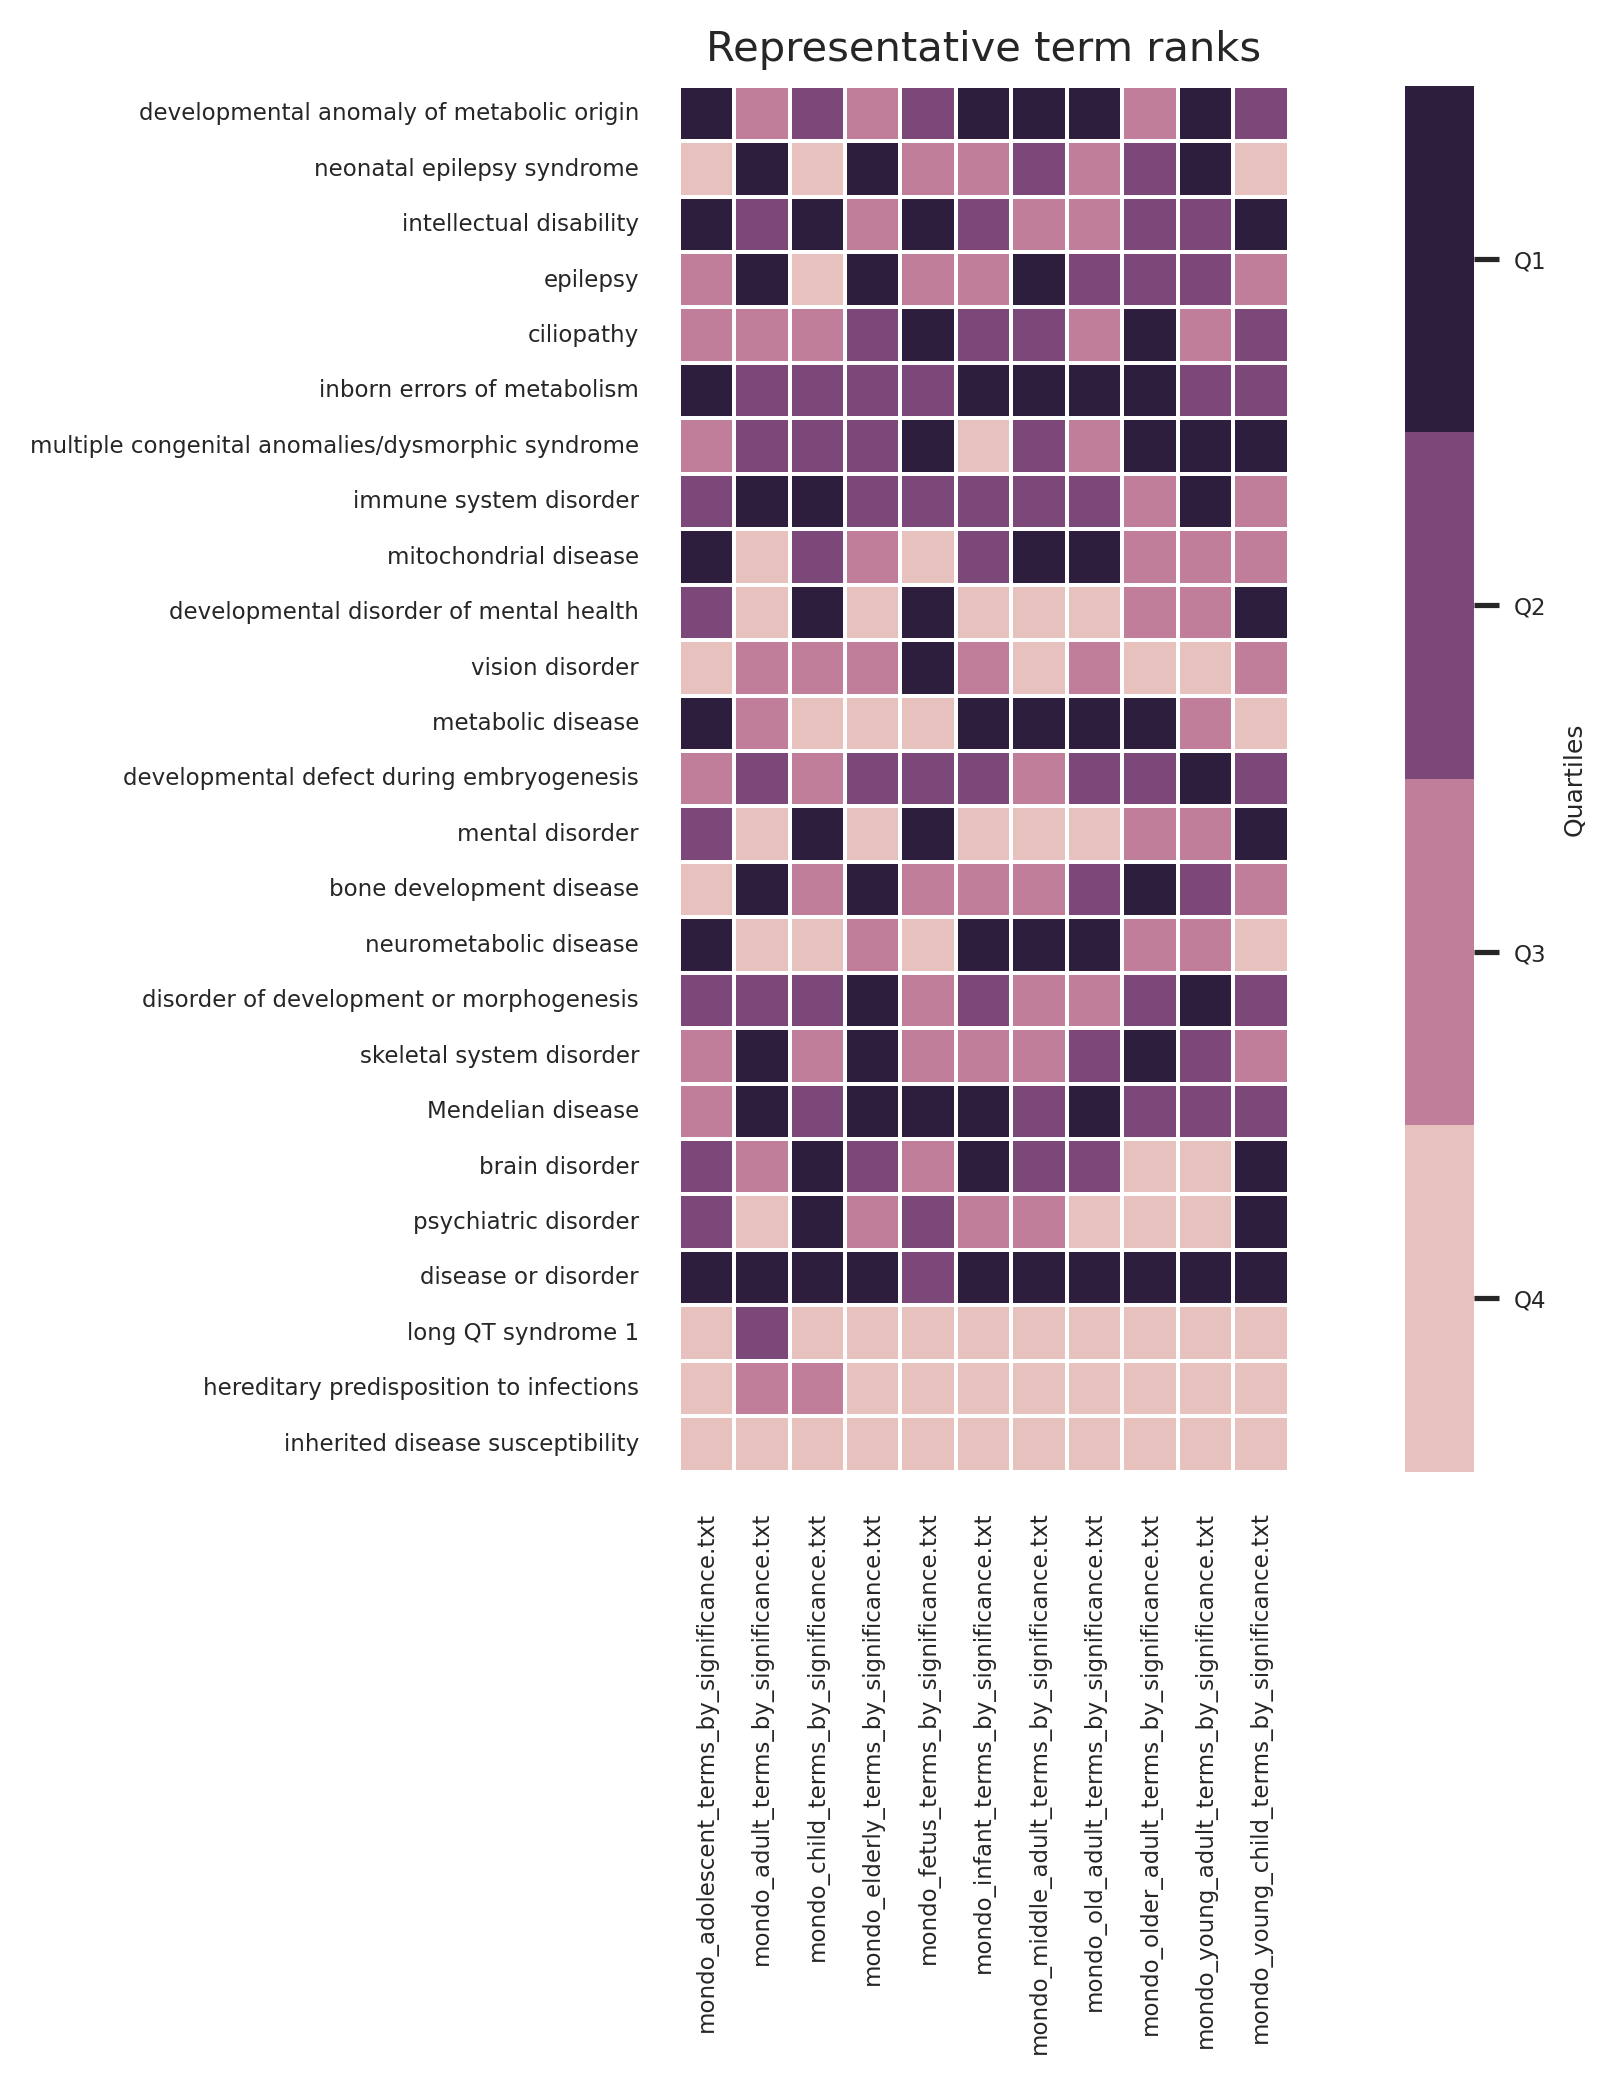 Representative term ranks
developmental anomaly of metabolic origin
neonatal epilepsy syndrome
intellectual disability
epilepsy
ciliopathy
inborn errors of metabolism
multiple congenital anomalies/dysmorphic syndrome
immune system disorder
mitochondrial disease
developmental disorder of mental health
vision disorder
metabolic disease
developmental defect during embryogenesis
mental disorder
bone development disease
neurometabolic disease
disorder of development or morphogenesis
skeletal system disorder
Mendelian disease
brain disorder
psychiatric disorder
disease or disorder
long QT syndrome 1
hereditary predisposition to infections
inherited disease susceptibility
mondo_adolescent_terms_by_significance.txt
mondo_adult_terms_by_significance.txt
mondo_child_terms_by_significance.txt
mondo_elderly_terms_by_significance.txt
mondo_fetus_terms_by_significance.txt
mondo_infant_terms_by_significance.txt
mondo_middle_adult_terms_by_significance.txt
mondo_old_adult_terms_by_significance.txt
mondo_older_adult_terms_by_significance.txt
mondo_young_adult_terms_by_significance.txt
mondo_young_child_terms_by_significance.txt
Q1
Q2
Q3
Q4
Quartiles